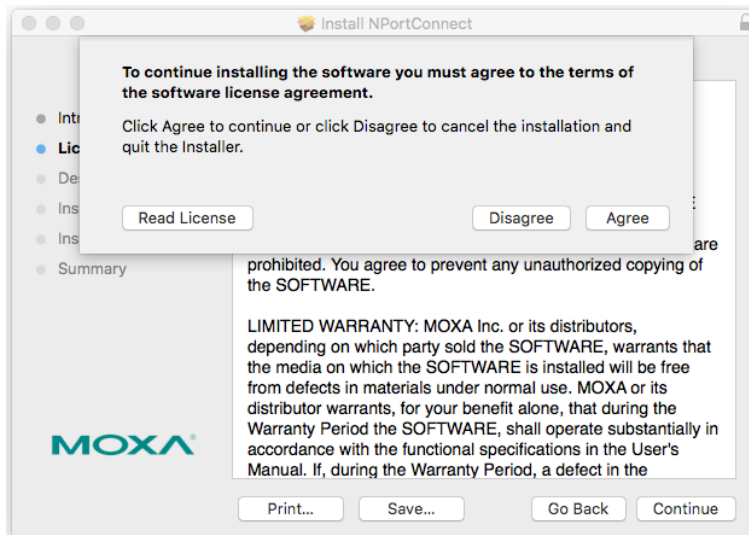 Install NPortConnect
To continue installing the software you must agree to the terms of
the software license agreement.
Click Agree to continue or click Disagree to cancel the installation and
quit the Installer.
Read License
Disagree
Agree
Lic
Summary
are
prohibited. You agree to prevent any unauthorized copying of
the SOFTWARE.
LIMITED WARRANTY: MOXA Inc. or its distributors,
depending on which party sold the SOFTWARE, warrants that
the media on which the SOFTWARE is installed will be free
from defects in materials under normal use. MOXA or its
distributor warrants, for your benefit alone, that during the
Warranty Period the SOFTWARE, shall operate substantially in
accordance with the functional specifications in the User's
Manual. If, during the Warranty Period, a defect in the
MOXA
Print...
Save...
Go Back
Continue